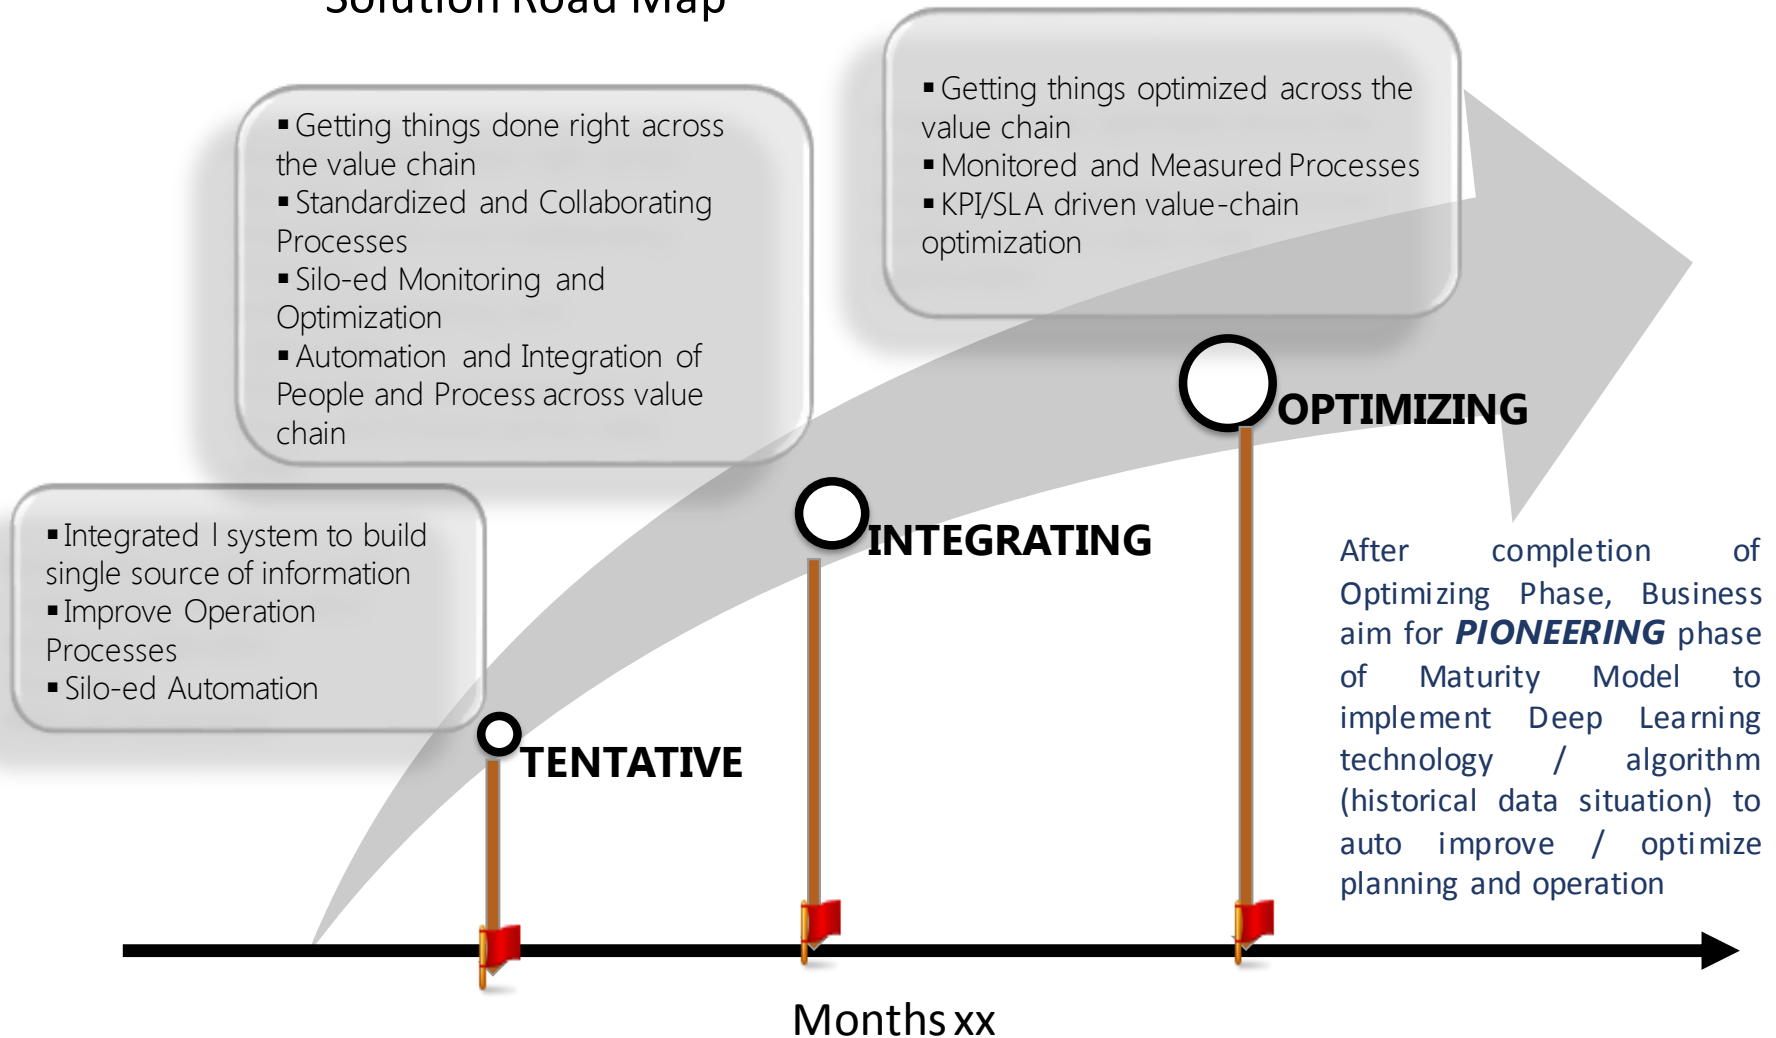 Solution Road Map
▪Getting things done right across
the value chain
▪Standardized and Collaborating
Processes
▪Silo-ed Monitoring and
Optimization
▪Automation and Integration of
People and Process across value
chain
▪Getting things optimized across the
value chain
▪Monitored and Measured Processes
▪KPI/SLA driven value-chain
optimization
▪Integrated l system to build
single source of information
▪Improve Operation
Processes
▪Silo-ed Automation
TENTATIVE
INTEGRATING
OPTIMIZING
After completion of
Optimizing Phase, Business
aim for PIONEERING phase
of Maturity Model to
implement Deep Learning
technology / algorithm
(historical data situation) to
auto improve / optimize
planning and operation
Months xx